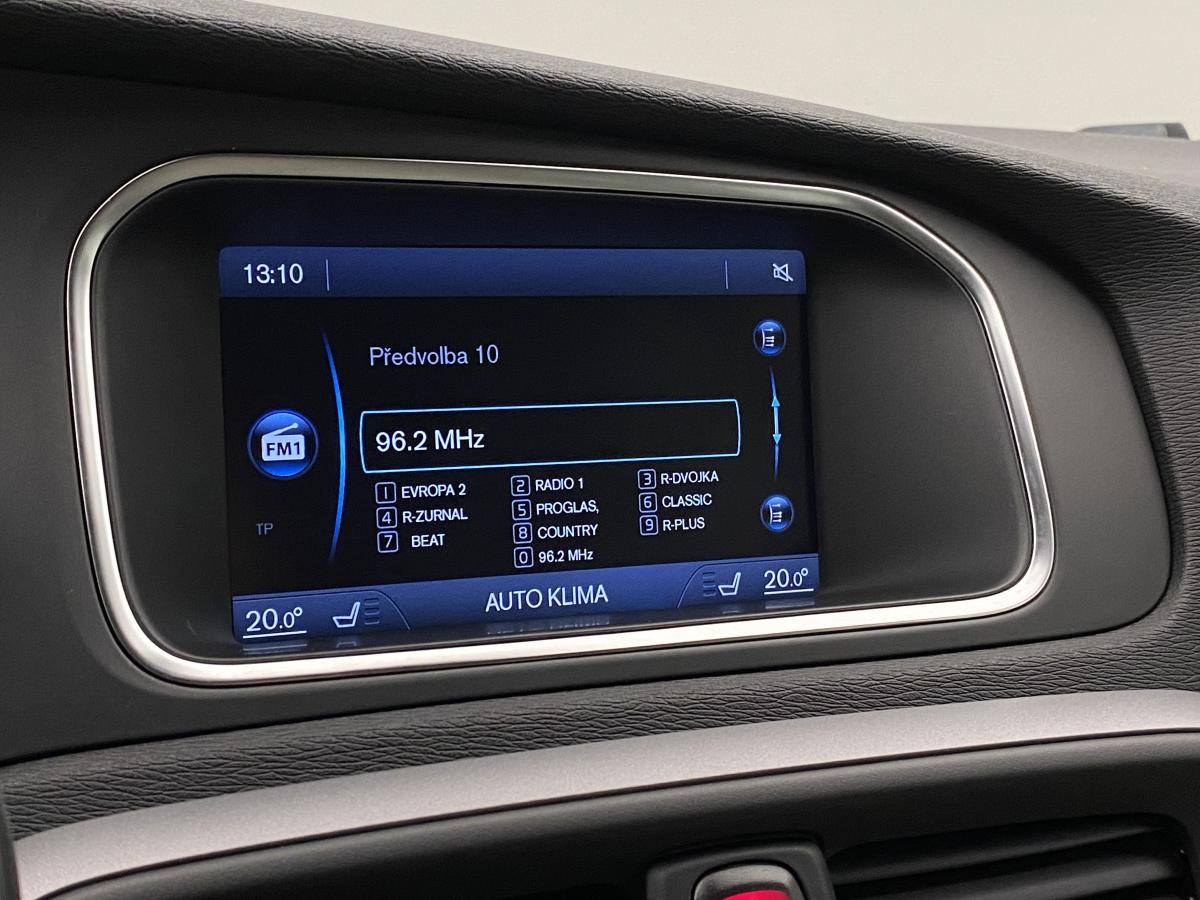 13:10
Předvolba 10
FM1
96.2 MHz
1 EVROPA 2 2 RADIO 1 3 R-DVOJKA
4 R-ZURNAL 5 PROGLAS, 6 CLASSIC
7 BEAT 8 COUNTRY 9 R-PLUS
0 96.2 MHz
TP
20.0° AUTO KLIMA 20.0°